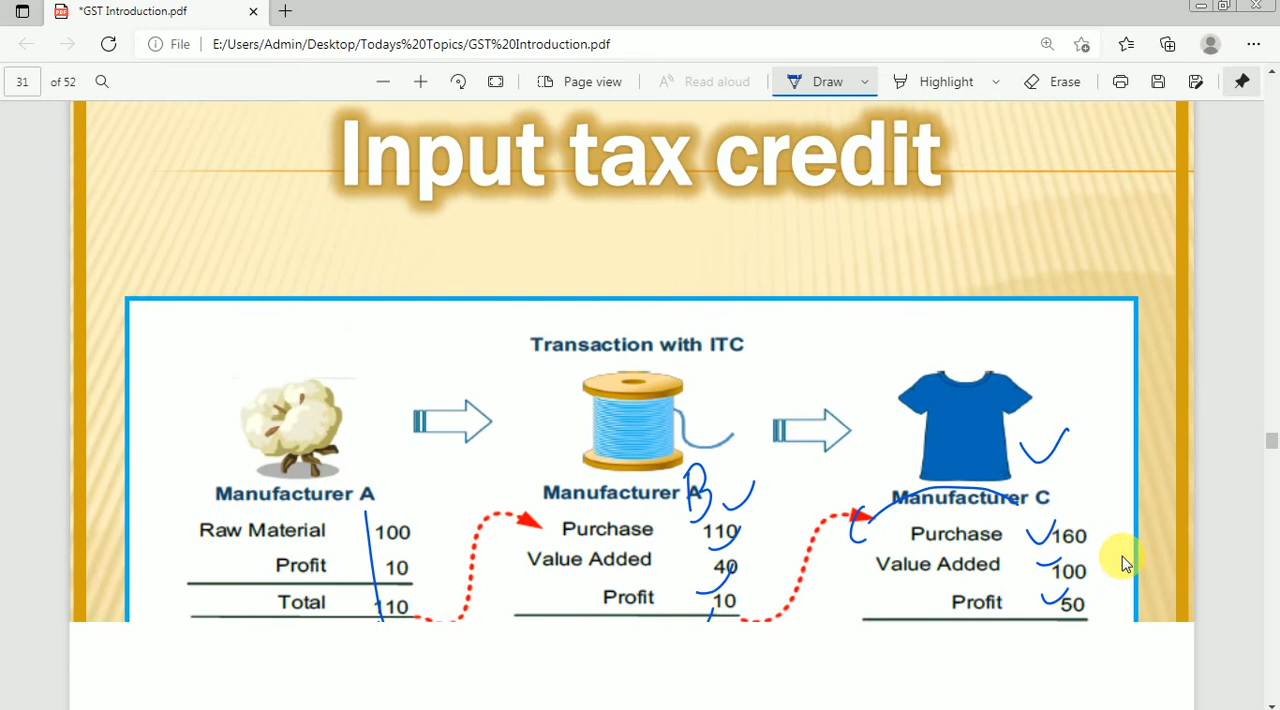 *GST Introduction.pdf
File E:/Users/Admin/Desktop/Todays%20Topics/GST%20Introduction.pdf
31 of 52 Page view Read aloud Draw Highlight Erase
Input tax credit
Transaction with ITC
Manufacturer A
Raw Material 100
Profit 10
Total 110
Manufacturer A B
Purchase 110
Value Added 40
Profit 10
Manufacturer C
Purchase 160
Value Added 100
Profit 50